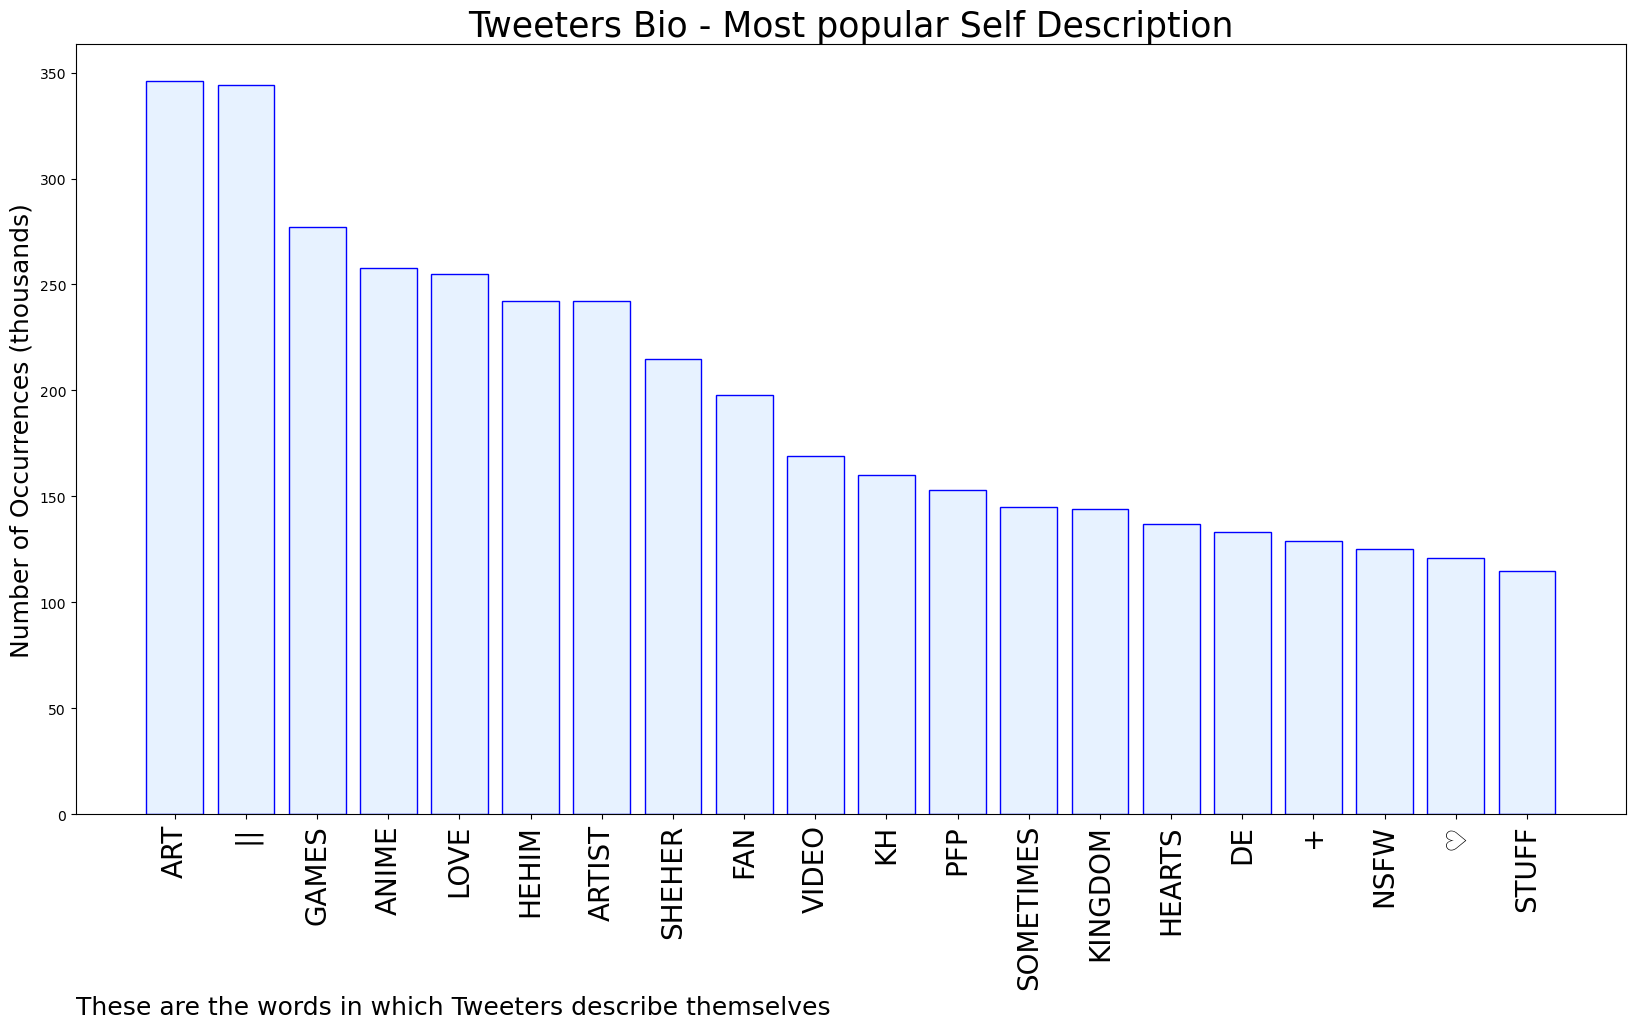 Tweeters Bio - Most popular Self Description
Number of Occurrences (thousands)
350
300
250
200
150
100
50
0
ART
||
GAMES
ANIME
LOVE
HEHIM
ARTIST
SHEHER
FAN
VIDEO
KH
PFP
SOMETIMES
KINGDOM
HEARTS
DE
+
NSFW
♡
STUFF
These are the words in which Tweeters describe themselves